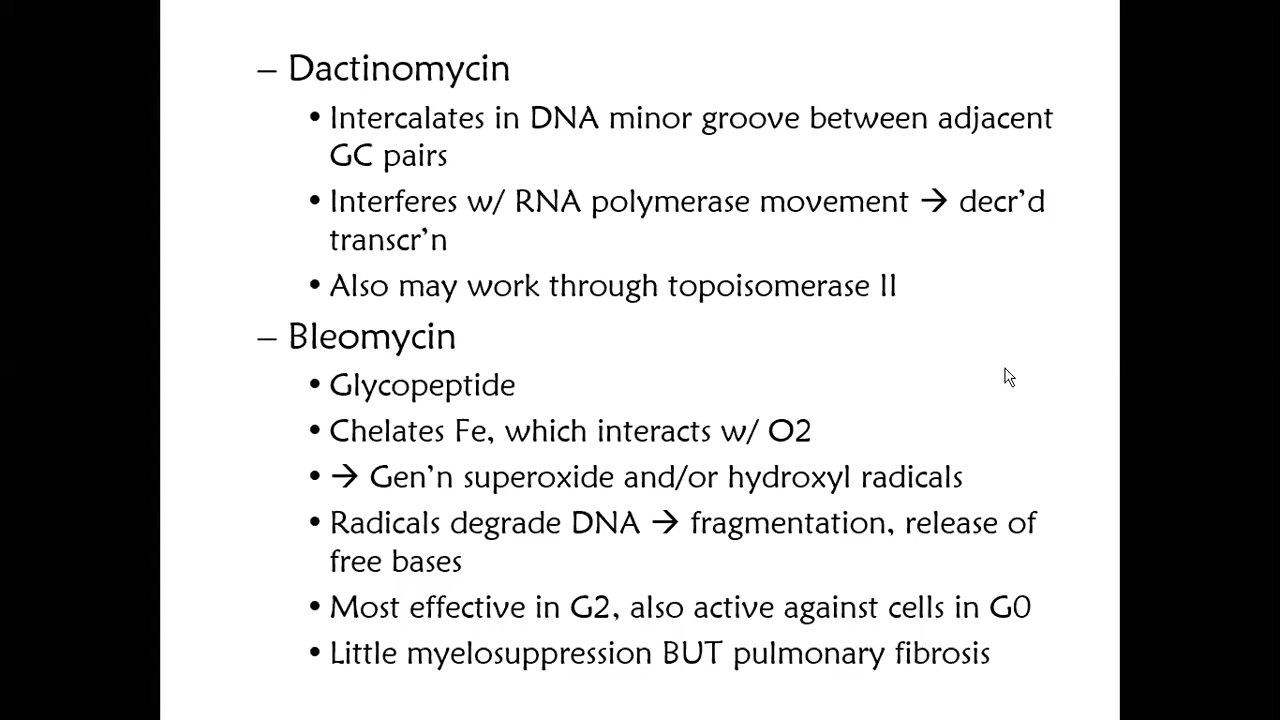 – Dactinomycin
• Intercalates in DNA minor groove between adjacent
GC pairs
• Interferes w/ RNA polymerase movement → decr’d
transcr’n
• Also may work through topoisomerase II
– Bleomycin
• Glycopeptide
• Chelates Fe, which interacts w/ O2
• → Gen’n superoxide and/or hydroxyl radicals
• Radicals degrade DNA → fragmentation, release of
free bases
• Most effective in G2, also active against cells in G0
• Little myelosuppression BUT pulmonary fibrosis